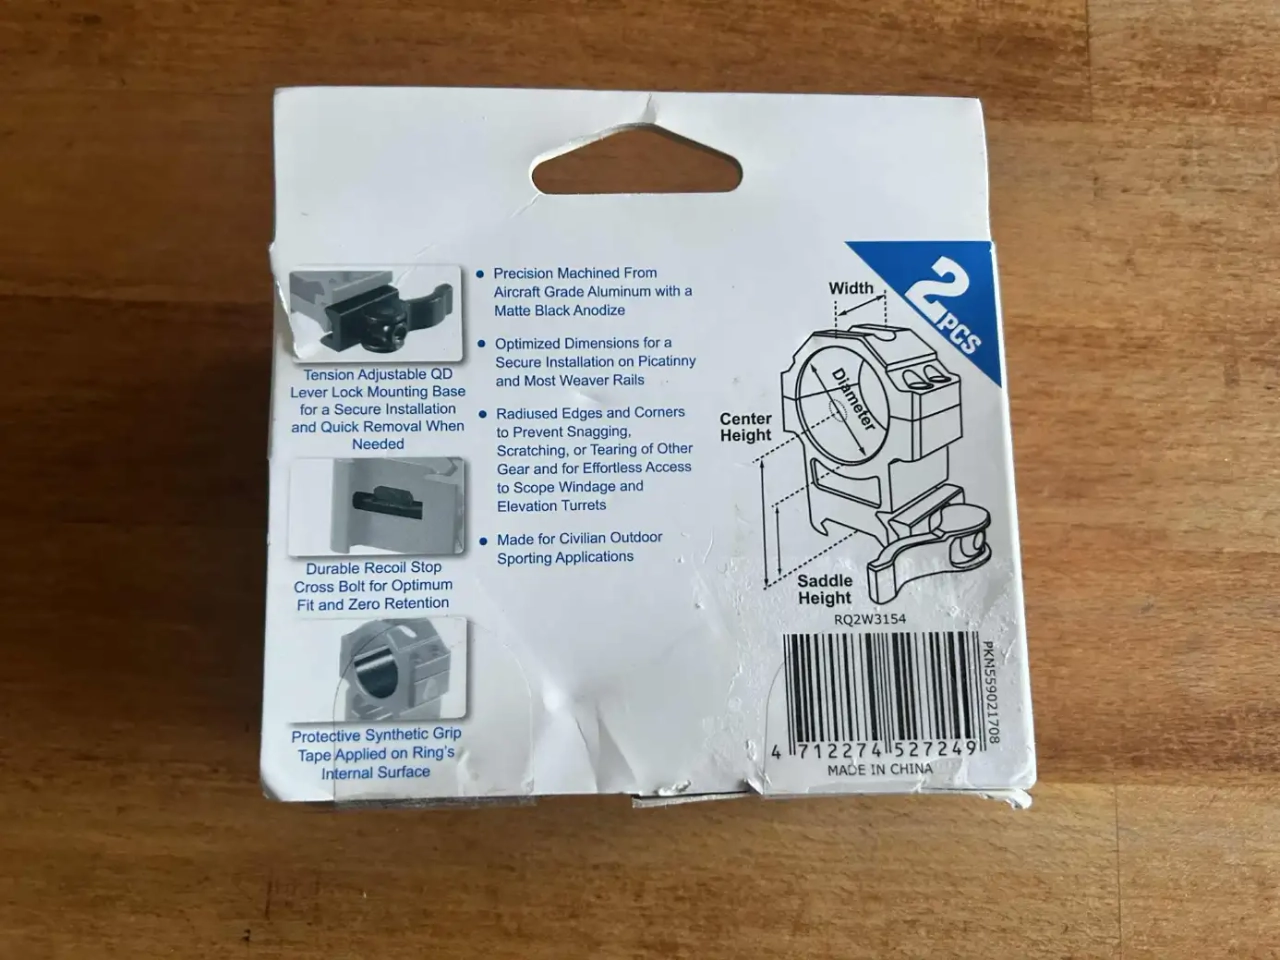 Tension Adjustable QD
Lever Lock Mounting Base
for a Secure Installation
and Quick Removal When
Needed
Durable Recoil Stop
Cross Bolt for Optimum
Fit and Zero Retention
Protective Synthetic Grip
Tape Applied on Ring's
Internal Surface
• Precision Machined From
Aircraft Grade Aluminum with a
Matte Black Anodize
• Optimized Dimensions for a
Secure Installation on Picatinny
and Most Weaver Rails
• Radiused Edges and Corners
to Prevent Snagging,
Scratching, or Tearing of Other
Gear and for Effortless Access
to Scope Windage and
Elevation Turrets
• Made for Civilian Outdoor
Sporting Applications
2
PCS
Width
Diameter
Center
Height
Saddle
Height
RQ2W3154
PKN559021708
4 712274 527249
MADE IN CHINA